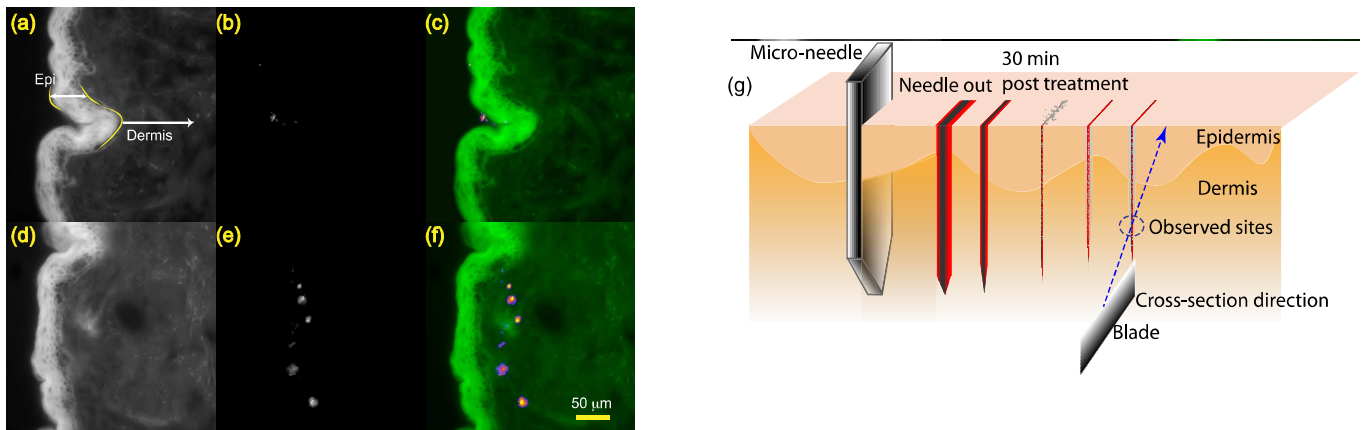 (a) (b) (c)
Epi
Dermis
(d) (e) (f)
50 μm
Micro-needle
30 min
(g) Needle out post treatment
Epidermis
Dermis
Observed sites
Cross-section direction
Blade